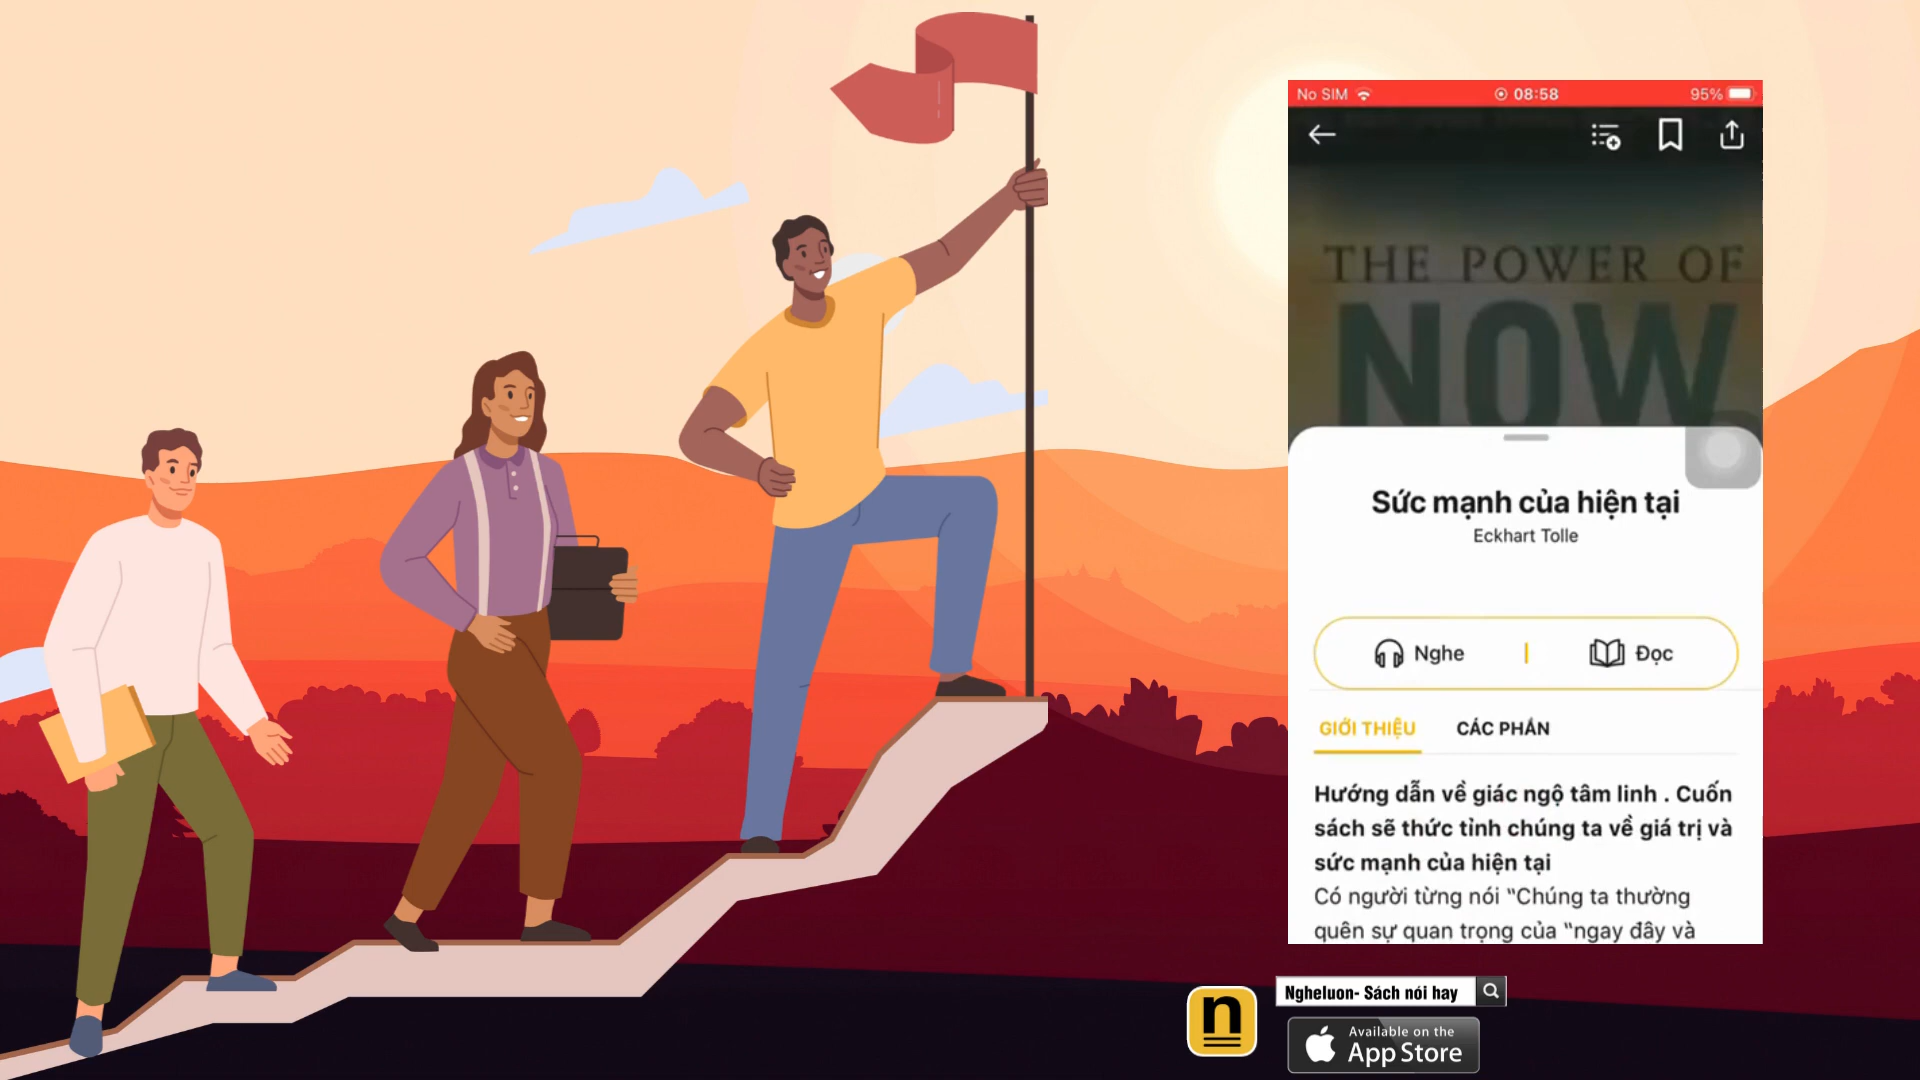 No SIM
08:58
95%
THE POWER OF
NOW
Sức mạnh của hiện tại
Eckhart Tolle
Nghe
Đọc
GIỚI THIỆU
CÁC PHẦN
Hướng dẫn về giác ngộ tâm linh . Cuốn
sách sẽ thức tỉnh chúng ta về giá trị và
sức mạnh của hiện tại
Có người từng nói “Chúng ta thường
quên sự quan trọng của “ngay đây và
n
Ngheluon- Sách nói hay
Available on the
App Store